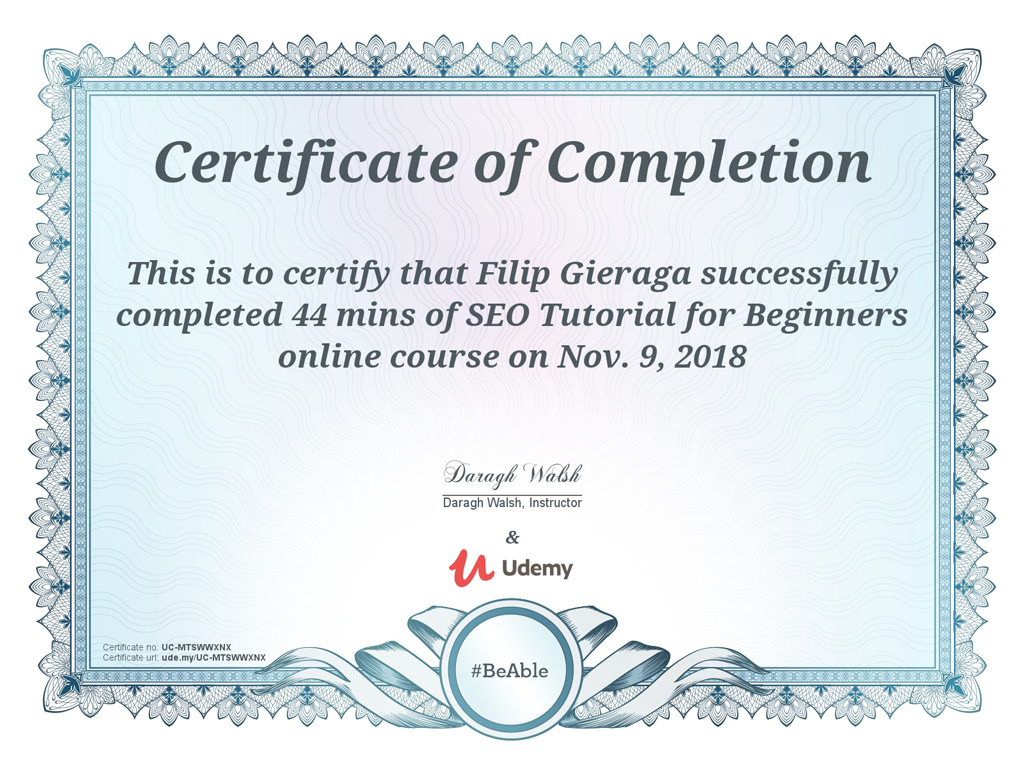 Certificate of Completion
This is to certify that Filip Gieraga successfully
completed 44 mins of SEO Tutorial for Beginners
online course on Nov. 9, 2018
Daragh Walsh
Daragh Walsh, Instructor
&
Udemy
Certificate no: UC-MTSWWXNX
Certificate url: ude.my/UC-MTSWWXNX
#BeAble